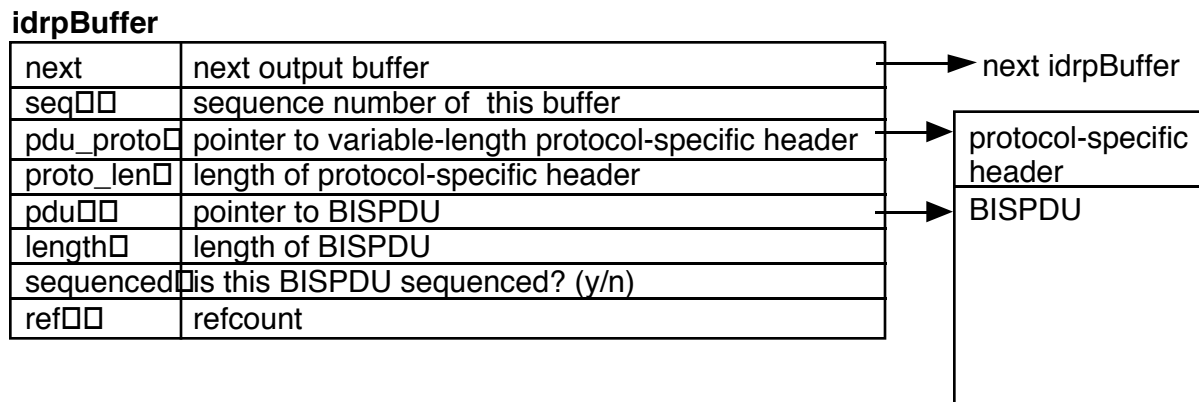 idrpBuffer
next next output buffer
next idrpBuffer
seq□□ sequence number of  this buffer
pdu_proto□ pointer to variable-length protocol-specific header
protocol-specific
header
proto_len□ length of protocol-specific header
pdu□□ pointer to BISPDU
BISPDU
length□ length of BISPDU
sequenced□is this BISPDU sequenced? (y/n)
ref□□ refcount